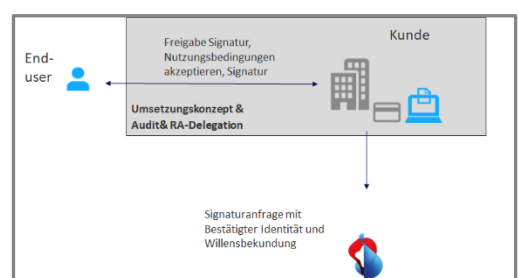 Kunde
End-
user
Freigabe Signatur,
Nutzungsbedingungen
akzeptieren, Signatur
Umsetzungskonzept &
Audit& RA-Delegation
Signaturanfrage mit
Bestätigter Identität und
Willensbekundung